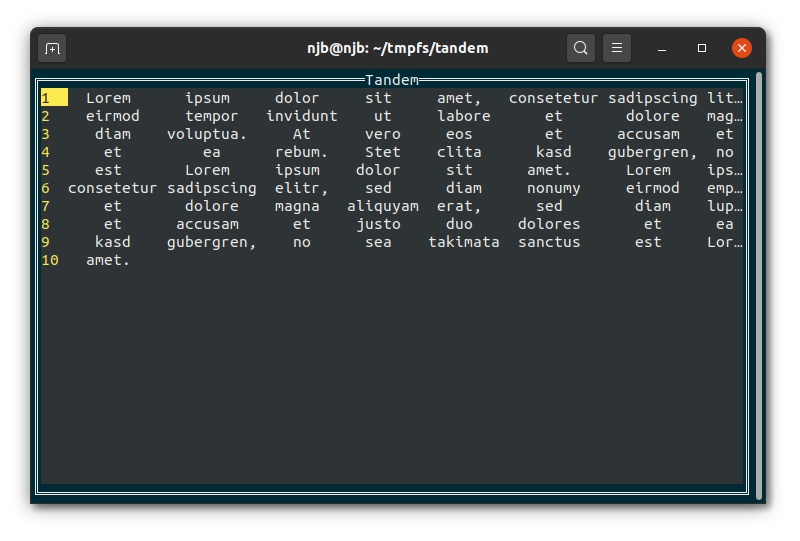 njb@njb: ~/tmpfs/tandem
Tandem
1 Lorem ipsum dolor sit amet, consetetur sadipscing lit…
2 eirmod tempor invidunt ut labore et dolore mag…
3 diam voluptua. At vero eos et accusam et
4 et ea rebum. Stet clita kasd gubergren, no
5 est Lorem ipsum dolor sit amet. Lorem ips…
6 consetetur sadipscing elitr, sed diam nonumy eirmod emp…
7 et dolore magna aliquyam erat, sed diam lup…
8 et accusam et justo duo dolores et ea
9 kasd gubergren, no sea takimata sanctus est Lor…
10 amet.